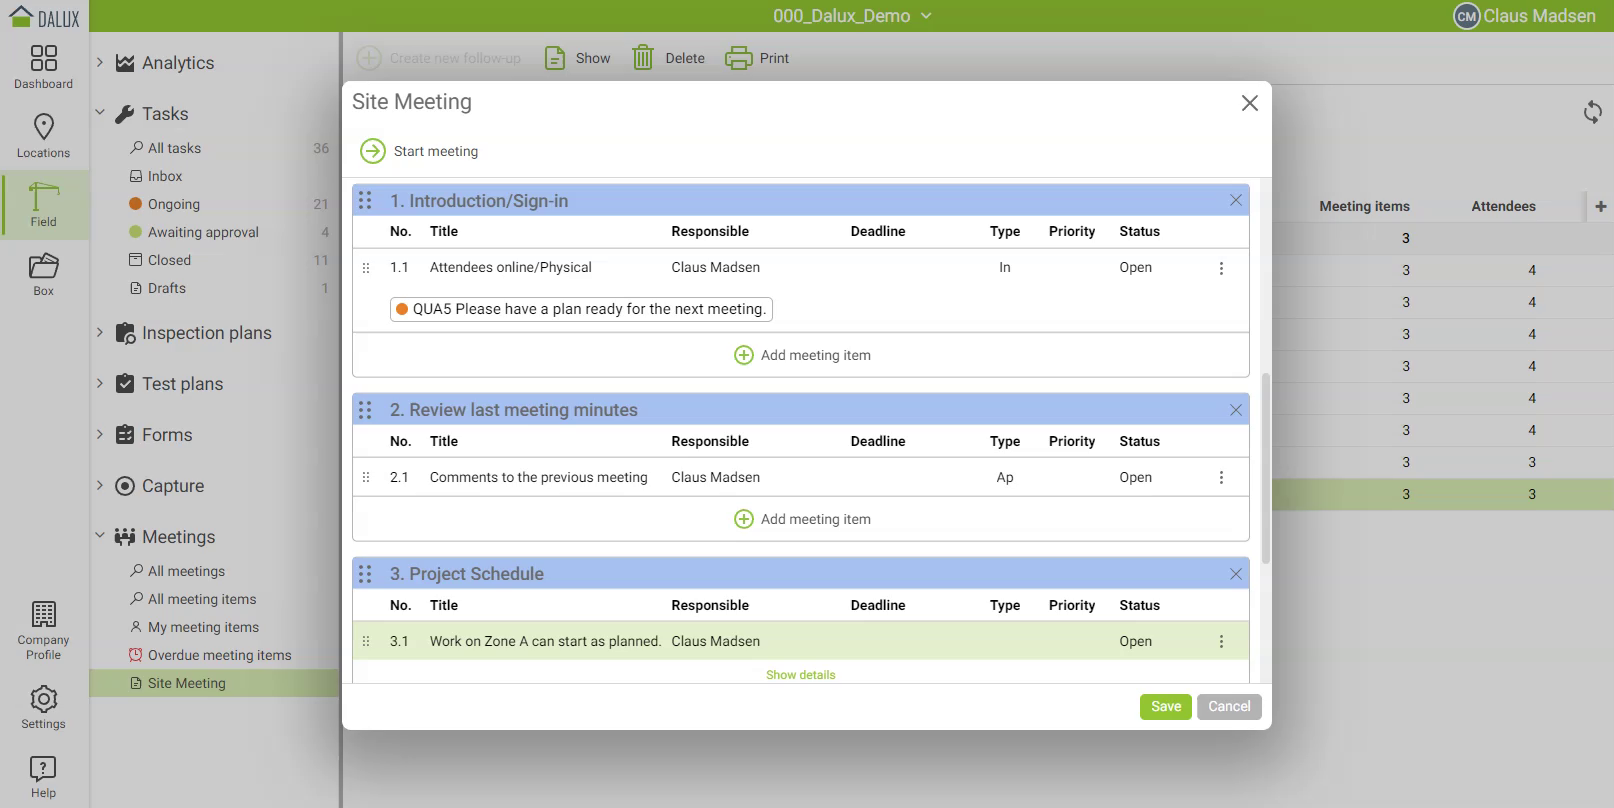 DALUX
000_Dalux_Demo
CM Claus Madsen
Dashboard
Locations
Field
Box
Company
Profile
Settings
Help
Analytics
Tasks
All tasks 36
Inbox
Ongoing 21
Awaiting approval 4
Closed 11
Drafts 1
Inspection plans
Test plans
Forms
Capture
Meetings
All meetings
All meeting items
My meeting items
Overdue meeting items
Site Meeting
Create new follow-up Show Delete Print
Site Meeting
Start meeting
1. Introduction/Sign-in
No. Title Responsible Deadline Type Priority Status
1.1 Attendees online/Physical Claus Madsen In Open
QUA5 Please have a plan ready for the next meeting.
Add meeting item
2. Review last meeting minutes
No. Title Responsible Deadline Type Priority Status
2.1 Comments to the previous meeting Claus Madsen Ap Open
Add meeting item
3. Project Schedule
No. Title Responsible Deadline Type Priority Status
3.1 Work on Zone A can start as planned. Claus Madsen Open
Show details
Save Cancel
Meeting items Attendees
3
3 4
3 4
3 4
3 4
3 4
3 4
3 3
3 3